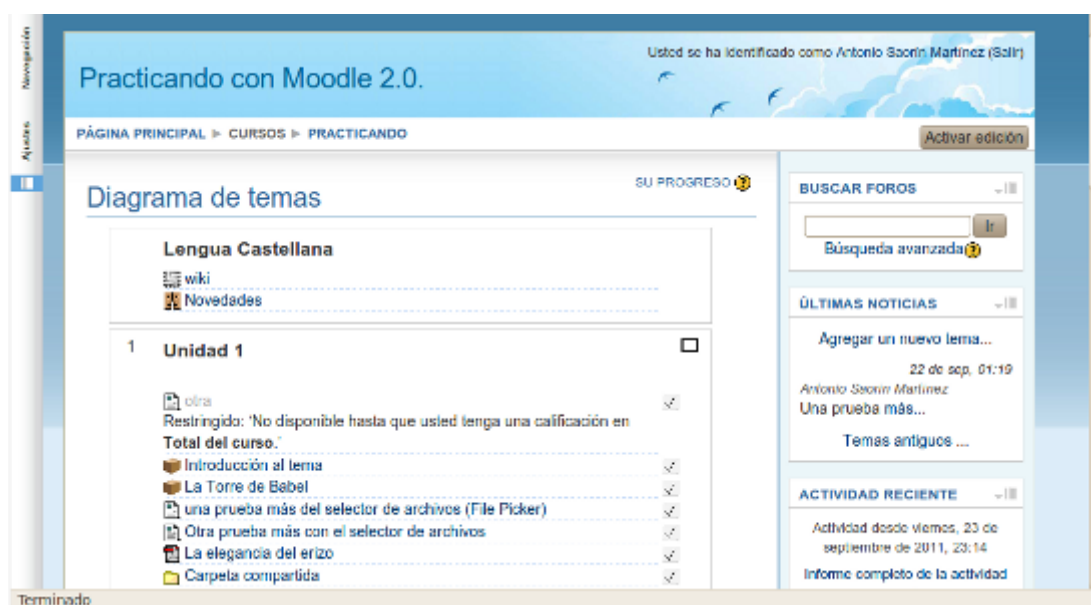 Navegación
Ajustes
Usted se ha identificado como Antonio Saorín Martínez (Salir)
Practicando con Moodle 2.0.
PÁGINA PRINCIPAL ► CURSOS ► PRACTICANDO
Activar edición
SU PROGRESO
Diagrama de temas
Lengua Castellana
wiki
Novedades
1 Unidad 1
otra
Restringido: 'No disponible hasta que usted tenga una calificación en
Total del curso.'
Introducción al tema
La Torre de Babel
una prueba más del selector de archivos (File Picker)
Otra prueba más con el selector de archivos
La elegancia del erizo
Carpeta compartida
BUSCAR FOROS
Ir
Búsqueda avanzada
ÚLTIMAS NOTICIAS
Agregar un nuevo tema...
22 de sep, 01:19
Antonio Saorín Martínez
Una prueba más...
Temas antiguos ...
ACTIVIDAD RECIENTE
Actividad desde viernes, 23 de
septiembre de 2011, 23:14
Informe completo de la actividad
Terminado